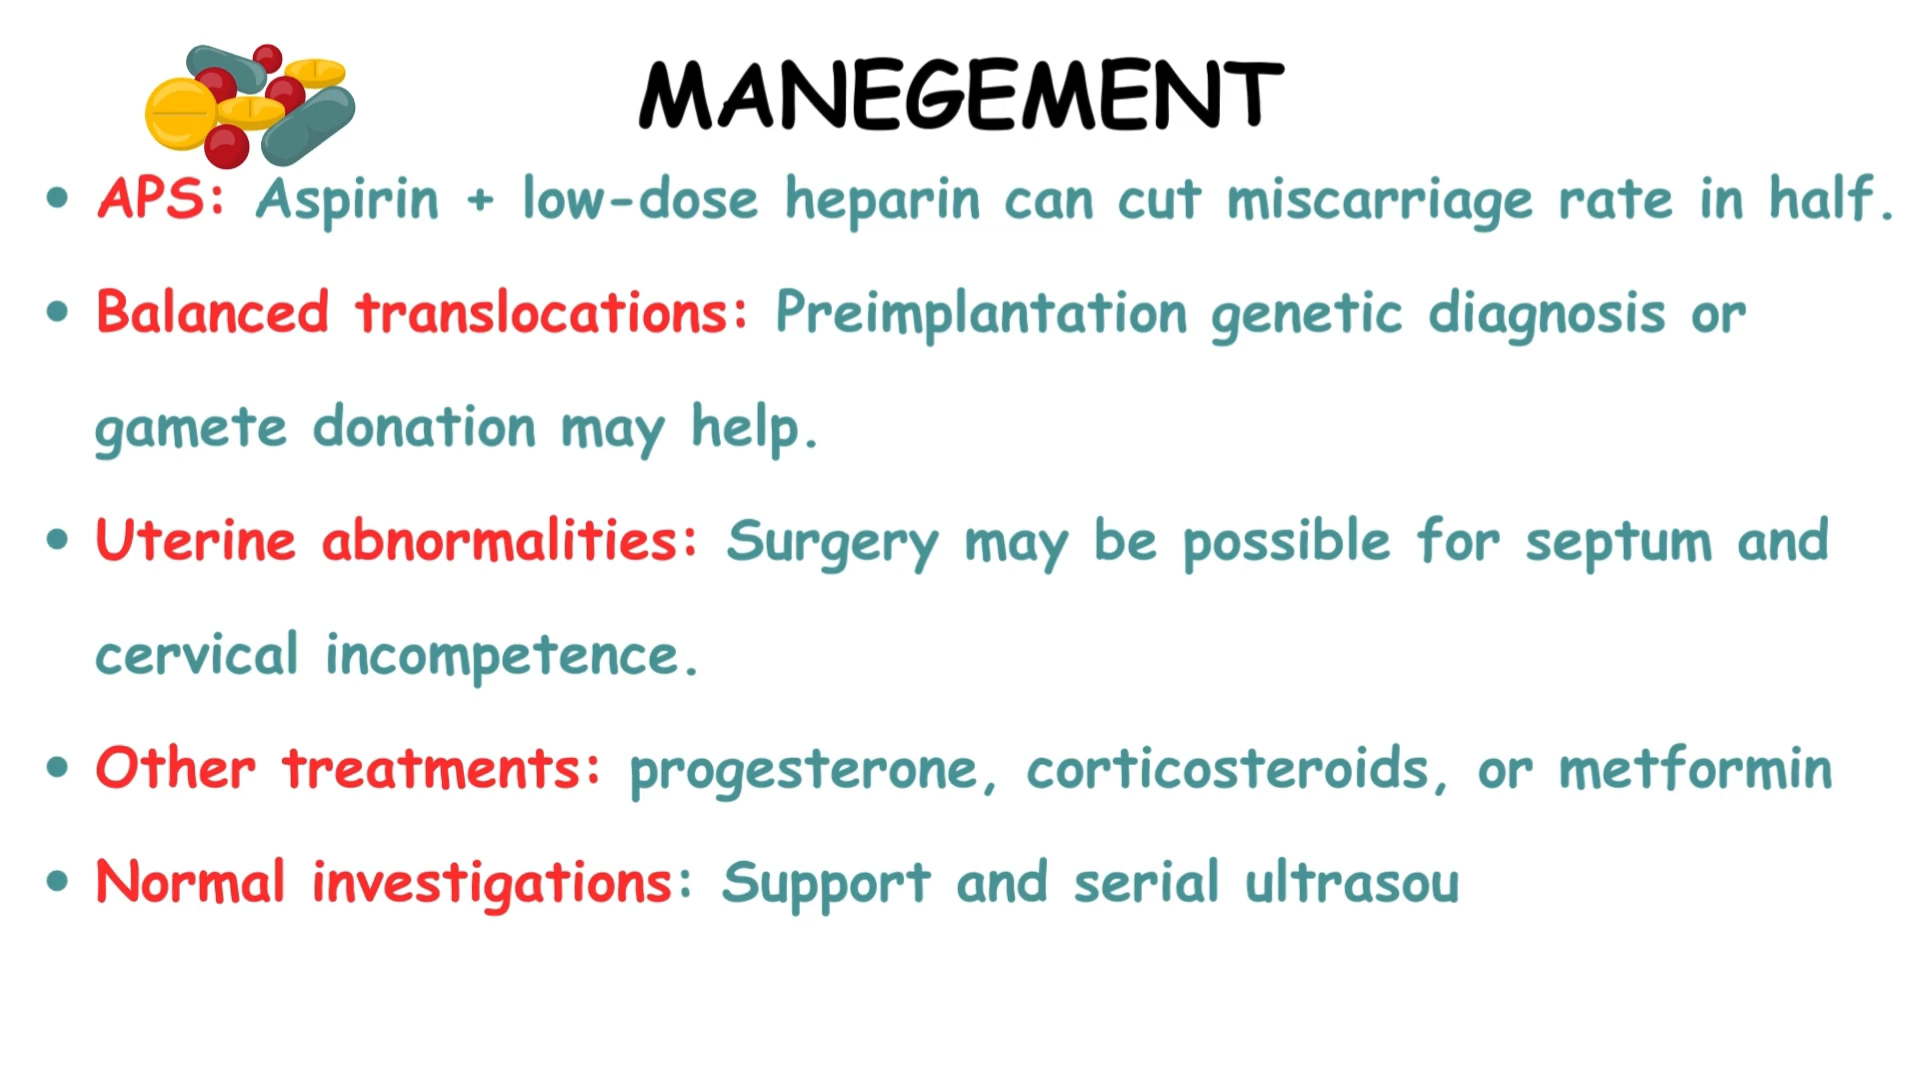 MANEGEMENT
• APS: Aspirin + low-dose heparin can cut miscarriage rate in half.
• Balanced translocations: Preimplantation genetic diagnosis or
gamete donation may help.
• Uterine abnormalities: Surgery may be possible for septum and
cervical incompetence.
• Other treatments: progesterone, corticosteroids, or metformin
• Normal investigations: Support and serial ultrasou